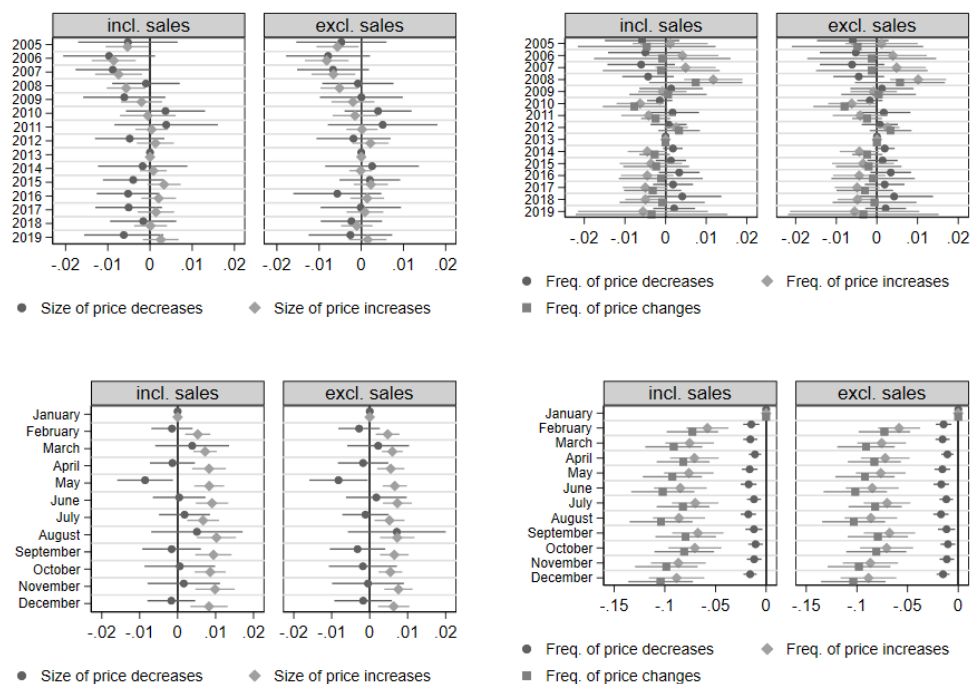 incl. sales excl. sales
2005
2006
2007
2008
2009
2010
2011
2012
2013
2014
2015
2016
2017
2018
2019
-.02 -.01 0 .01 .02 -.02 -.01 0 .01 .02
Size of price decreases Size of price increases
incl. sales excl. sales
2005
2006
2007
2008
2009
2010
2011
2012
2013
2014
2015
2016
2017
2018
2019
-.02 -.01 0 .01 .02 -.02 -.01 0 .01 .02
Freq. of price decreases Freq. of price increases
Freq. of price changes
incl. sales excl. sales
January
February
March
April
May
June
July
August
September
October
November
December
-.02 -.01 0 .01 .02 -.02 -.01 0 .01 .02
Size of price decreases Size of price increases
incl. sales excl. sales
January
February
March
April
May
June
July
August
September
October
November
December
-.15 -.1 -.05 0 -.15 -.1 -.05 0
Freq. of price decreases Freq. of price increases
Freq. of price changes